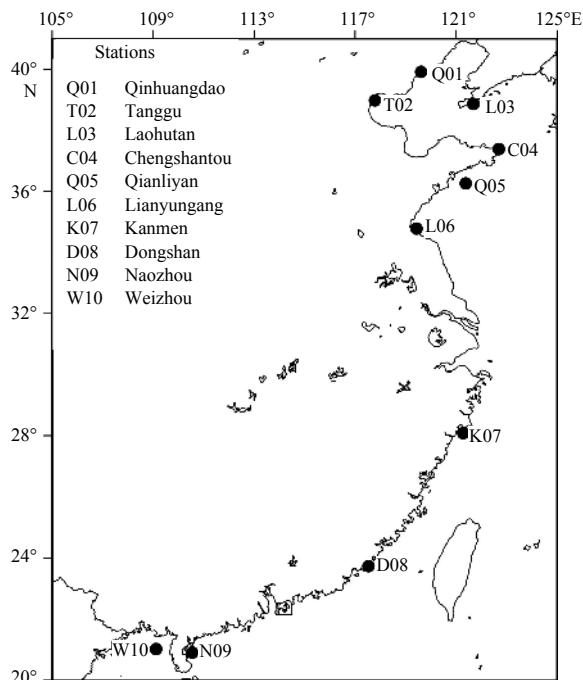 105° 109° 113° 117° 121° 125°E
40°
N
36°
32°
28°
24°
20°
Stations
Q01 Qinhuangdao
T02 Tanggu
L03 Laohutan
C04 Chengshantou
Q05 Qianliyan
L06 Lianyungang
K07 Kanmen
D08 Dongshan
N09 Naozhou
W10 Weizhou
Q01
T02
L03
C04
Q05
L06
K07
D08
W10
N09